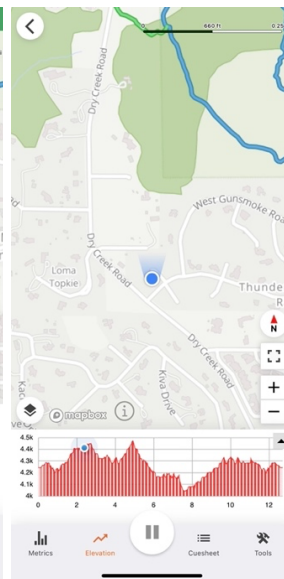 660 ft
0.25
Dry Creek Road
West Gunsmoke Roa
Loma
Topkie
Dry Creek Road
Thunde
R
N
Dry Creek Road
Kiva Drive
mapbox
i
4.5k
4.4k
4.3k
4.2k
4.1k
4k
0 2 4 6 8 10 12
Metrics
Elevation
Cuesheet
Tools